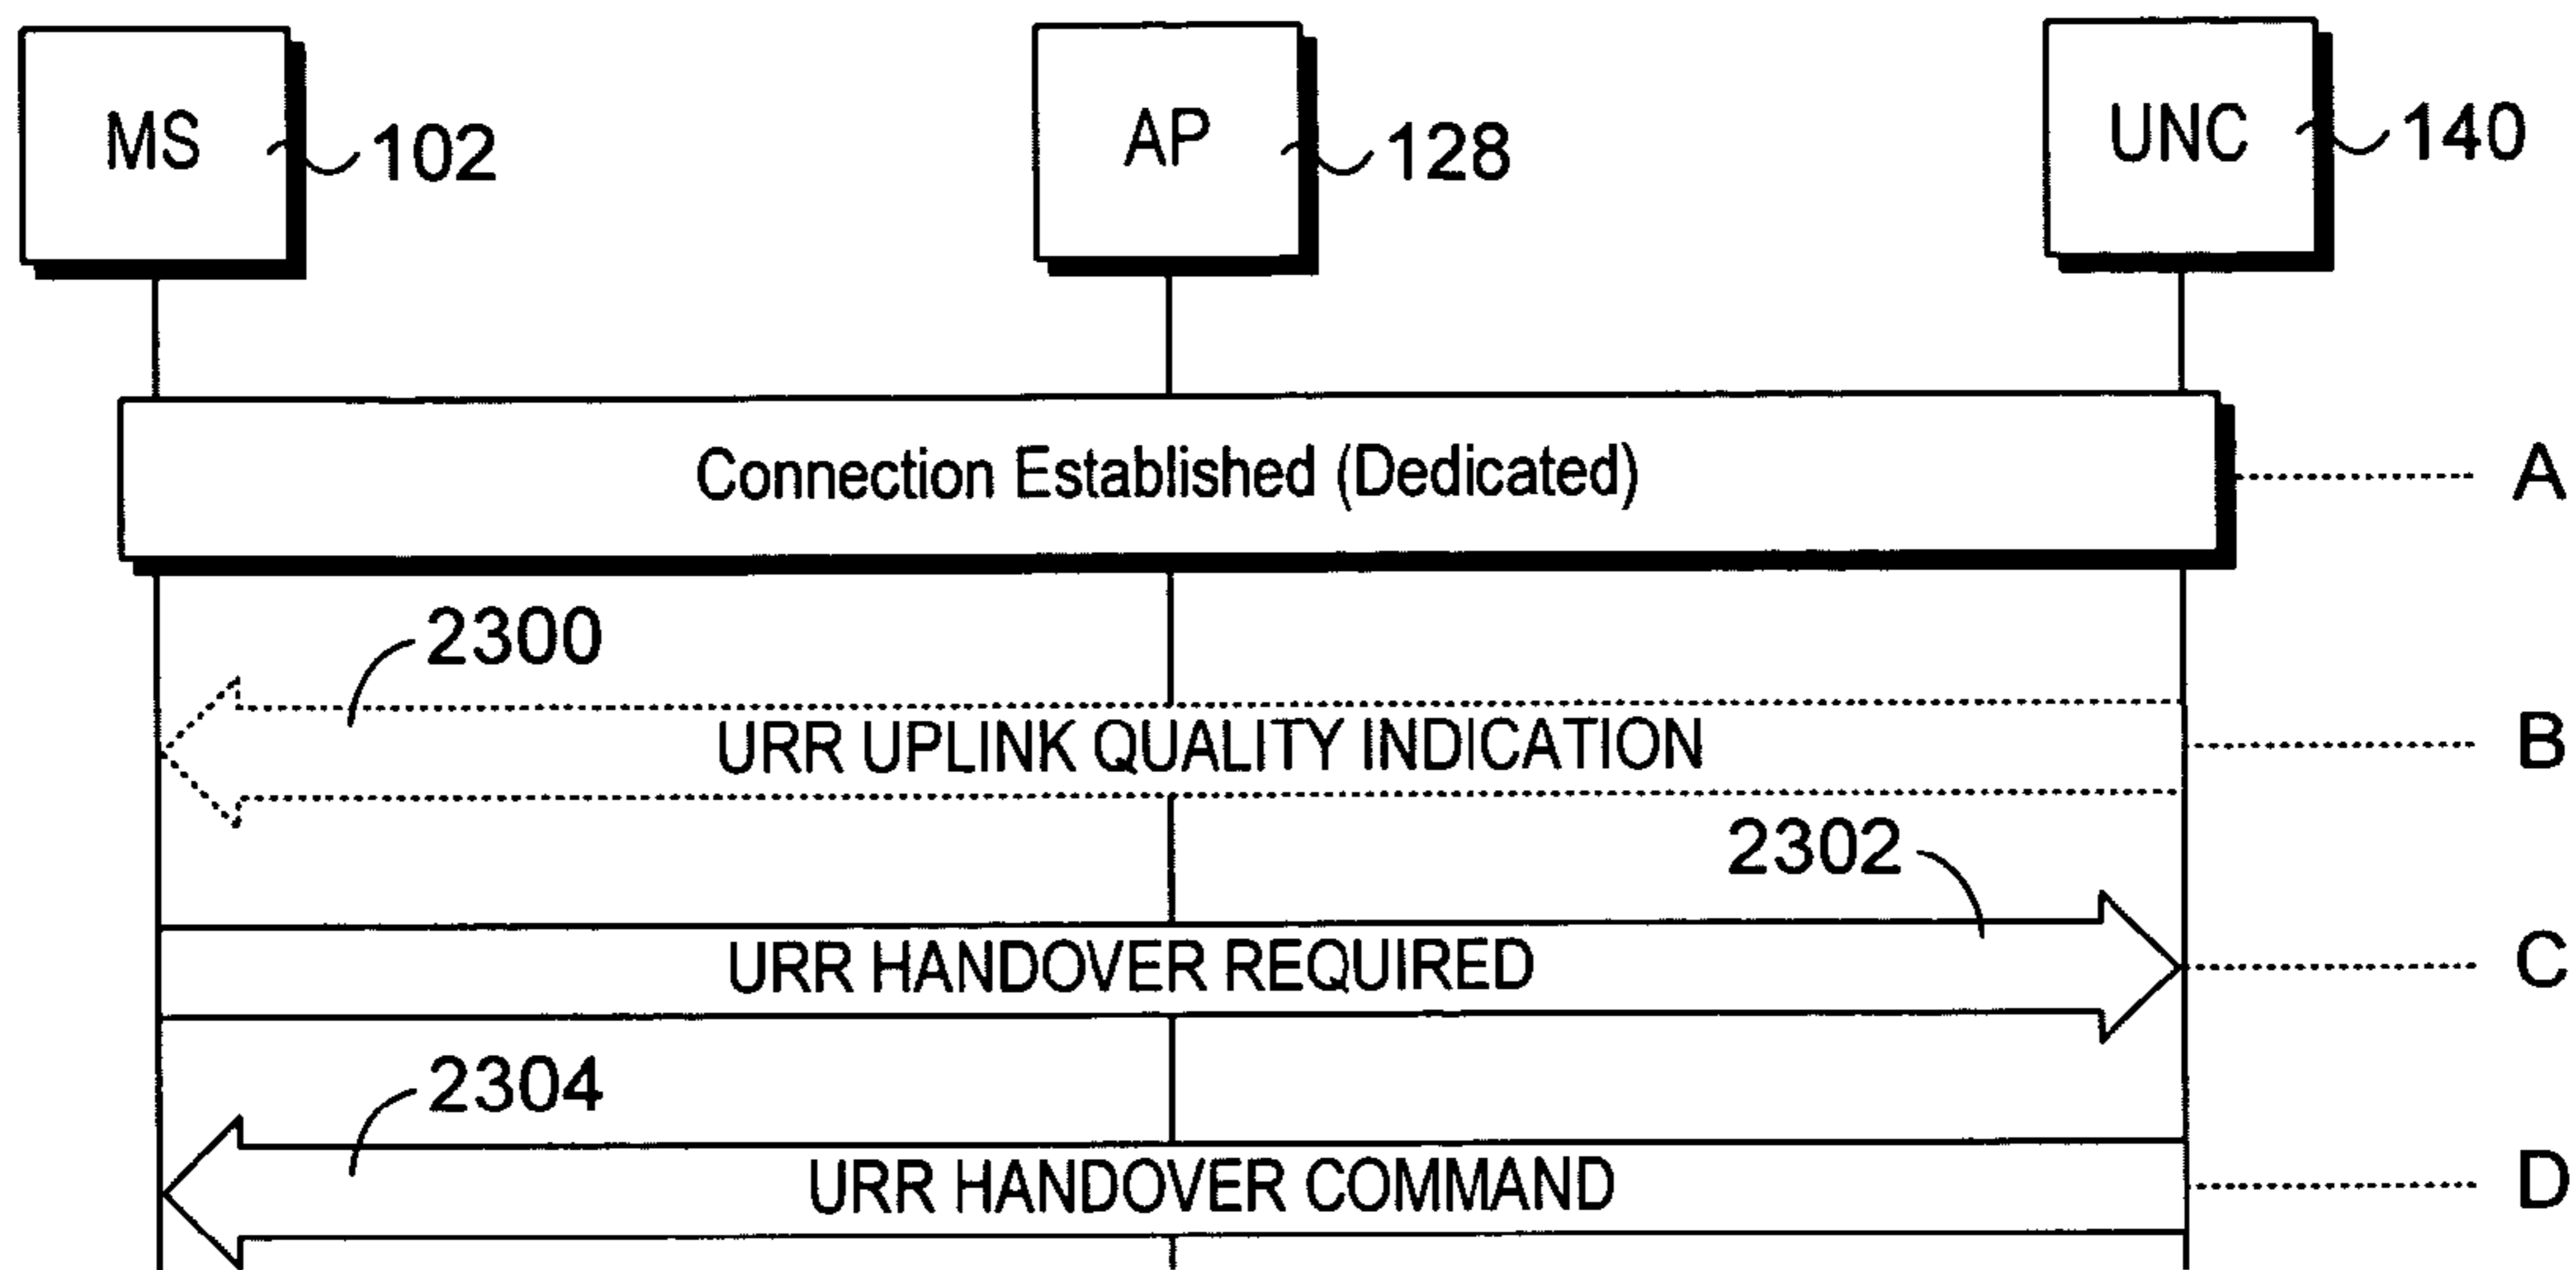 MS
102
AP
128
UNC
140
Connection Established (Dedicated)
A
2300
URR UPLINK QUALITY INDICATION
B
2302
URR HANDOVER REQUIRED
C
2304
URR HANDOVER COMMAND
D